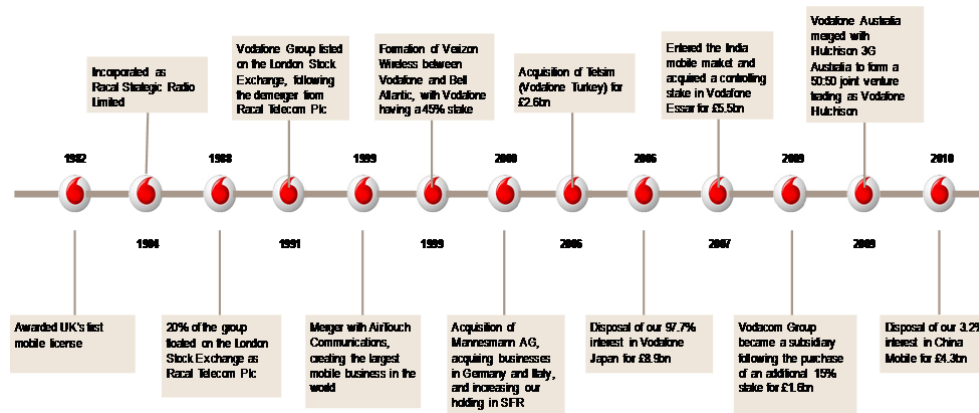 Incorporated as
Racal Strategic Radio
Limited
Vodafone Group listed
on the London Stock
Exchange, following
the demerger from
Racal Telecom Plc
Formation of Verizon
Wireless between
Vodafone and Bell
Atlantic, with Vodafone
having a 45% stake
Acquisition of Telsim
(Vodafone Turkey) for
£2.6bn
Entered the India
mobile market and
acquired a controlling
stake in Vodafone
Essar for £5.5bn
Vodafone Australia
merged with
Hutchison 3G
Australia to form a
50:50 joint venture
trading as Vodafone
Hutchison
1982
1988
1999
2000
2006
2009
2010
1984
1991
1999
2006
2007
2009
Awarded UK's first
mobile license
20% of the group
floated on the London
Stock Exchange as
Racal Telecom Plc
Merger with AirTouch
Communications,
creating the largest
mobile business in the
world
Acquisition of
Mannesmann AG,
acquiring businesses
in Germany and Italy,
and increasing our
holding in SFR
Disposal of our 97.7%
interest in Vodafone
Japan for £8.9bn
Vodacom Group
became a subsidiary
following the purchase
of an additional 15%
stake for £1.6bn
Disposal of our 3.2%
interest in China
Mobile for £4.3bn